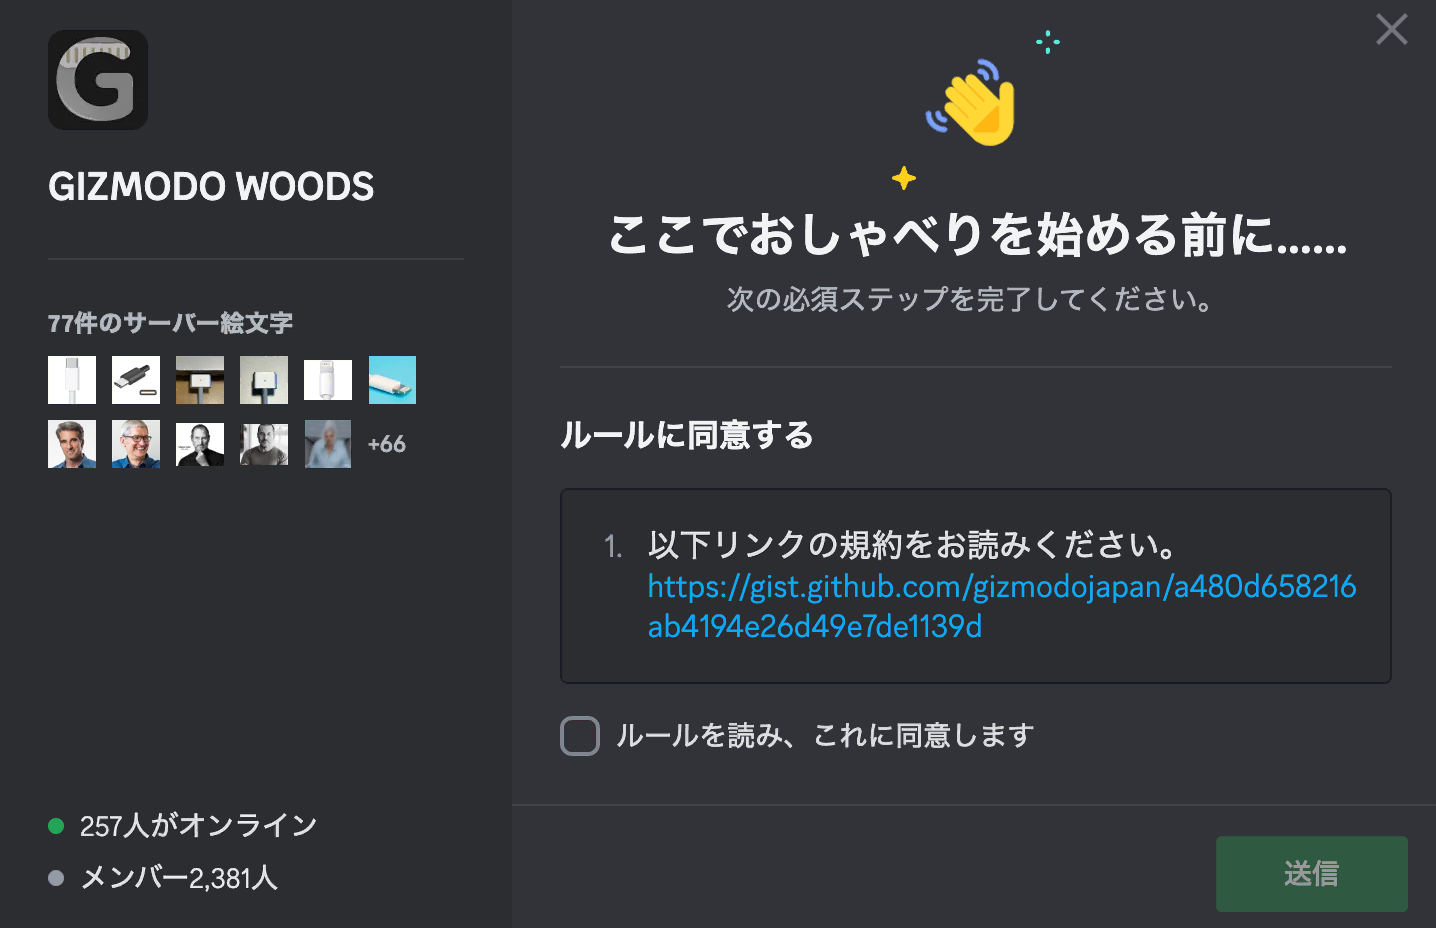 G
GIZMODO WOODS
77件のサーバー絵文字
+66
257人がオンライン
メンバー2,381人
ここでおしゃべりを始める前に......
次の必須ステップを完了してください。
ルールに同意する
1. 以下リンクの規約をお読みください。
https://gist.github.com/gizmodojapan/a480d658216
ab4194e26d49e7de1139d
ルールを読み、これに同意します
送信